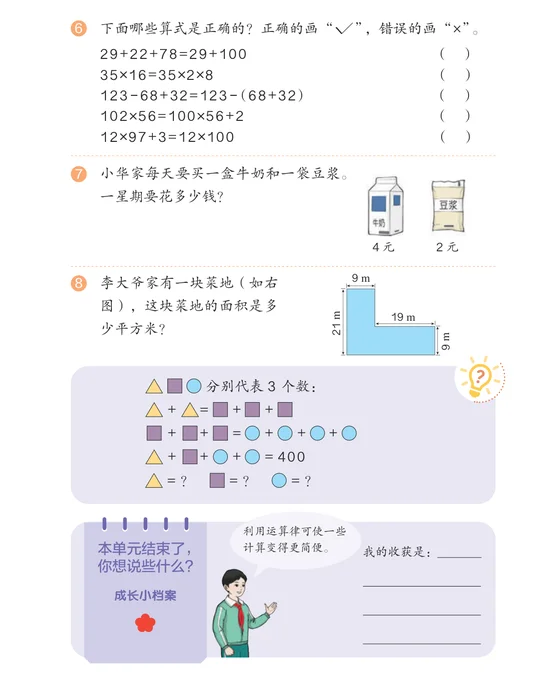 6 下面哪些算式是正确的？正确的画“✓”，错误的画“×”。
29+22+78=29+100 （ ）
35×16=35×2×8 （ ）
123-68+32=123-(68+32) （ ）
102×56=100×56+2 （ ）
12×97+3=12×100 （ ）
7 小华家每天要买一盒牛奶和一袋豆浆。
一星期要花多少钱？
牛奶
豆浆
4 元 2 元
8 李大爷家有一块菜地（如右
图），这块菜地的面积是多
少平方米？
9 m
21 m
19 m
9 m
?
△ □ ○ 分别代表 3 个数：
△ + △ = □ + □ + □
□ + □ + □ = ○ + ○ + ○ + ○
△ + □ + ○ + ○ = 400
△ = ? □ = ? ○ = ?
本单元结束了，
你想说些什么？
成长小档案
利用运算律可使一些
计算变得更简便。
我的收获是：